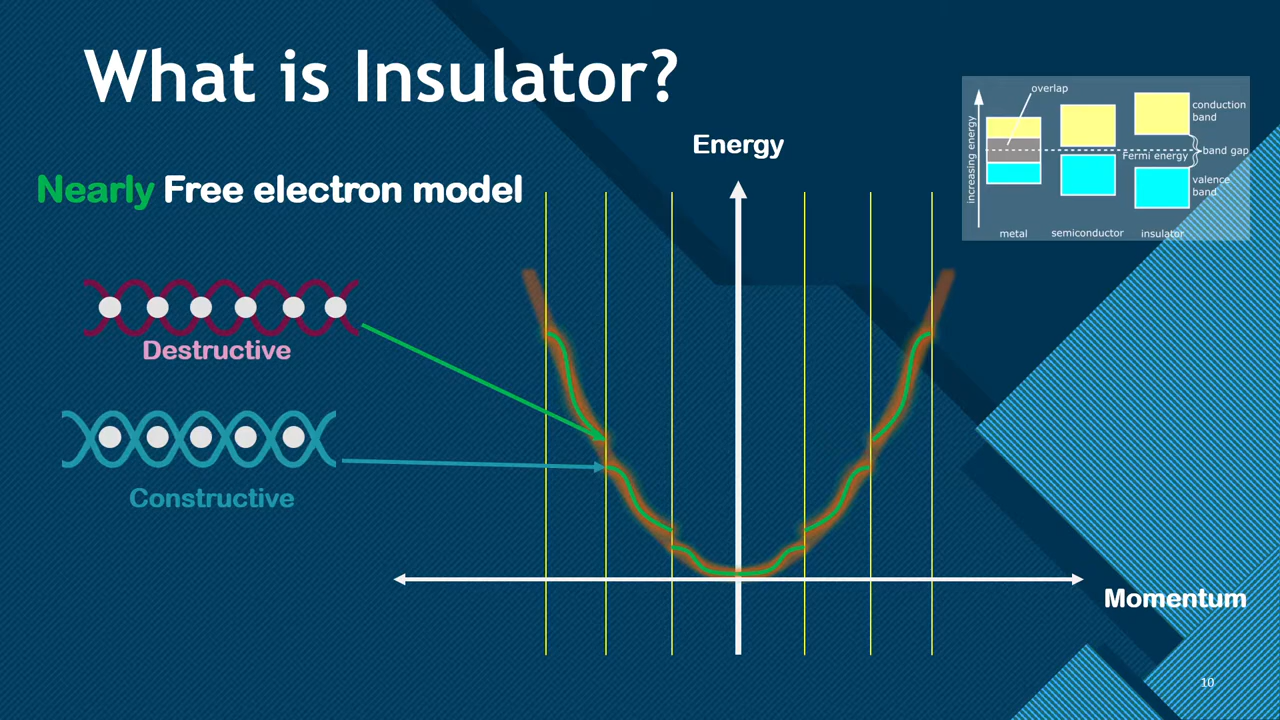 What is Insulator?
Nearly Free electron model
Destructive
Constructive
Energy
Momentum
increasing energy
overlap
conduction
band
band gap
Fermi energy
valence
band
metal
semiconductor
insulator
10